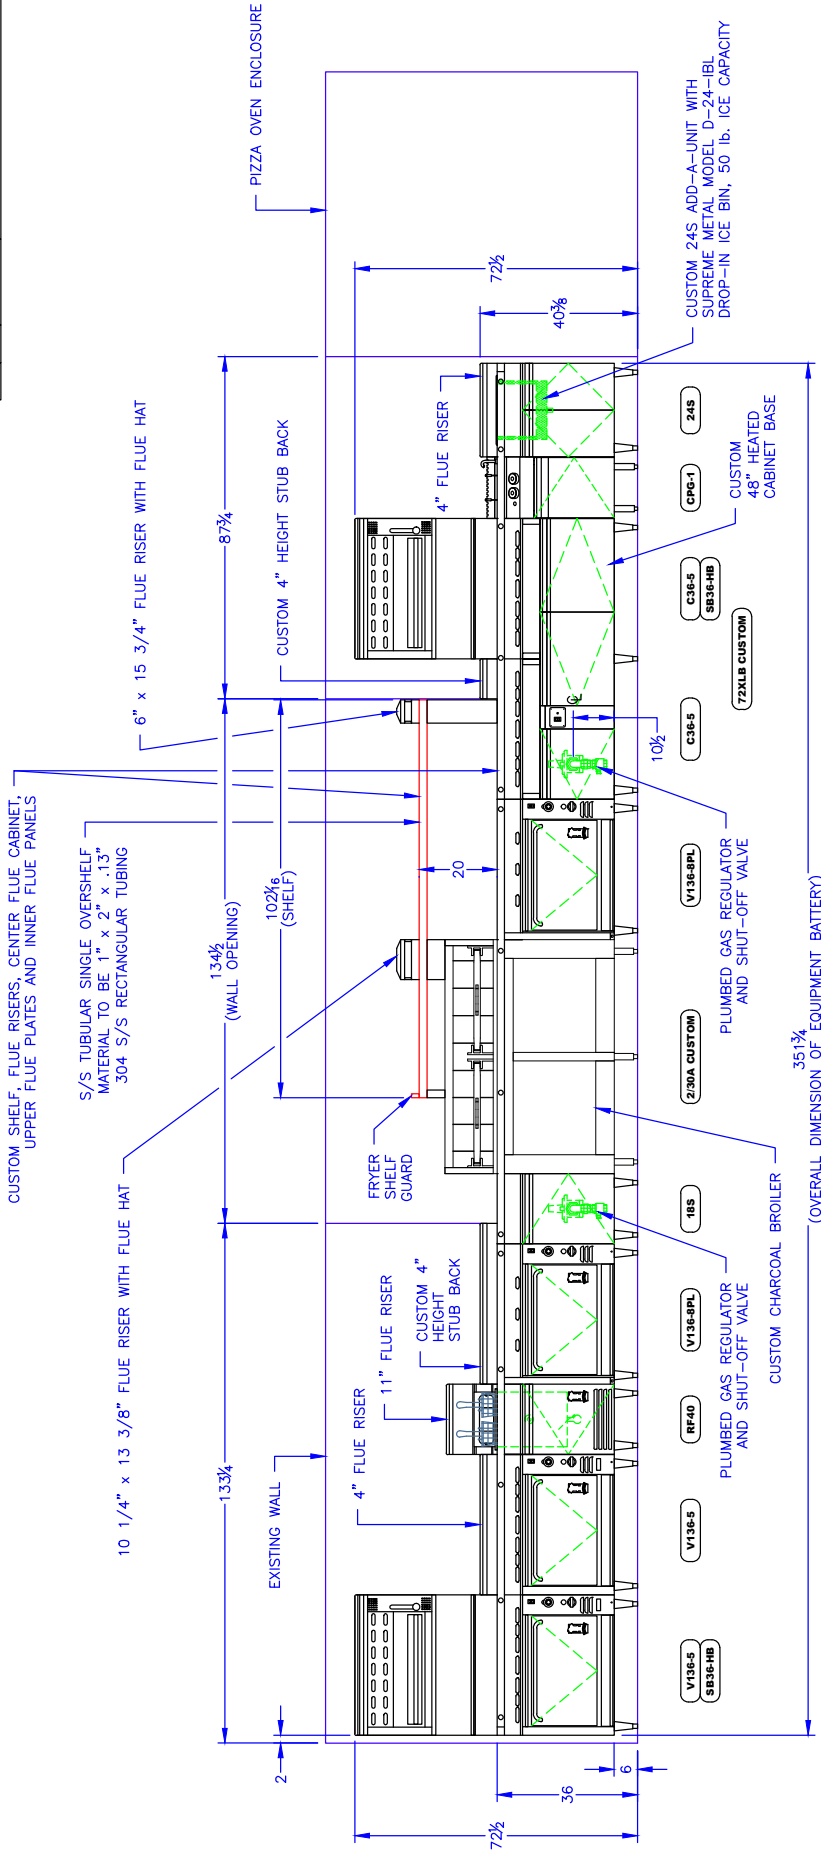 CUSTOM SHELF, FLUE RISERS, CENTER FLUE CABINET,
UPPER FLUE PLATES AND INNER FLUE PANELS
S/S TUBULAR SINGLE OVERSHELF
MATERIAL TO BE 1" x 2" x .13"
304 S/S RECTANGULAR TUBING
10 1/4" x 13 3/8" FLUE RISER WITH FLUE HAT
6" x 15 3/4" FLUE RISER WITH FLUE HAT
PIZZA OVEN ENCLOSURE
133¼
134½
(WALL OPENING)
87¾
EXISTING WALL
102 1/16
(SHELF)
CUSTOM 4" HEIGHT STUB BACK
4" FLUE RISER
11" FLUE RISER
CUSTOM 4"
HEIGHT
STUB BACK
FRYER
SHELF
GUARD
20
4" FLUE RISER
72½
40⅜
2
72½
36
6
10½
CL
V136-5
SB36-HB
V136-5
RF40
V136-8PL
18S
2/30A CUSTOM
V136-8PL
C36-5
72XLB CUSTOM
C36-5
SB36-HB
CPG-1
24S
CUSTOM 24S ADD-A-UNIT WITH
SUPREME METAL MODEL D-24-IBL
DROP-IN ICE BIN, 50 lb. ICE CAPACITY
PLUMBED GAS REGULATOR
AND SHUT-OFF VALVE
CUSTOM CHARCOAL BROILER
PLUMBED GAS REGULATOR
AND SHUT-OFF VALVE
CUSTOM
48" HEATED
CABINET BASE
351¾
(OVERALL DIMENSION OF EQUIPMENT BATTERY)